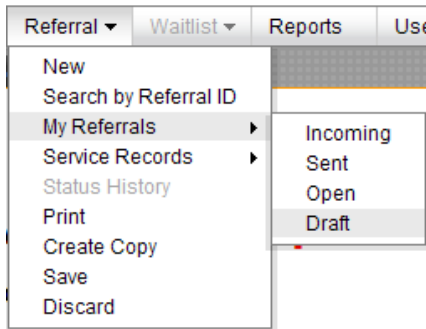 Referral Waitlist Reports
New
Search by Referral ID
My Referrals
Service Records
Status History
Print
Create Copy
Save
Discard
Incoming
Sent
Open
Draft